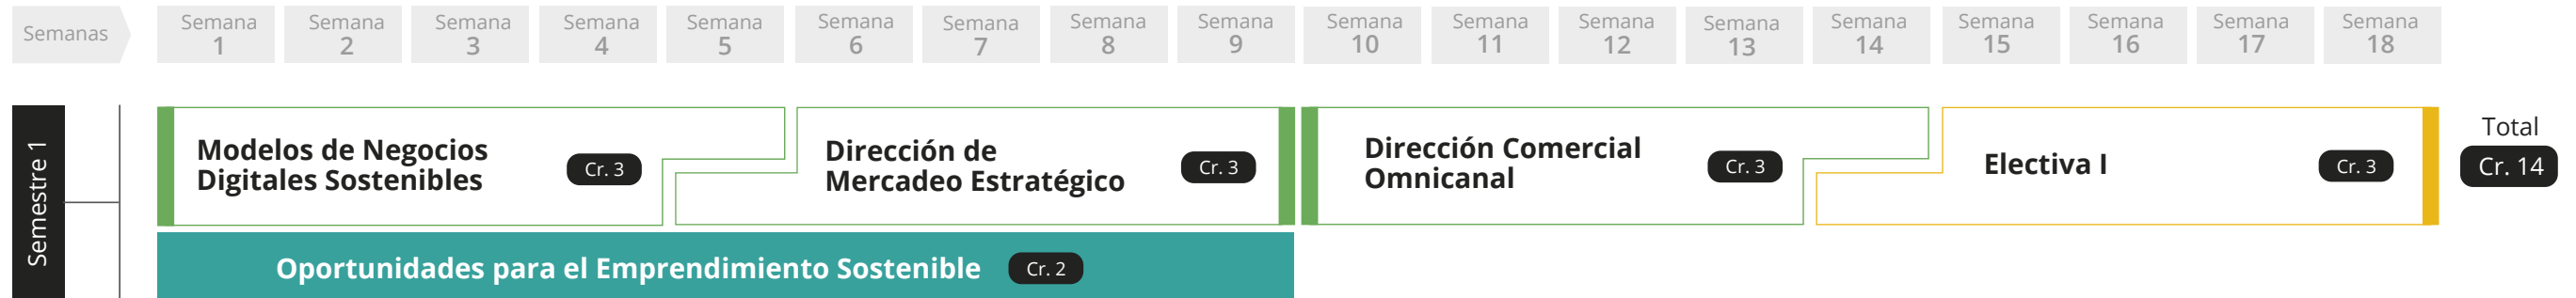 Semanas
Semana
1
Semana
2
Semana
3
Semana
4
Semana
5
Semana
6
Semana
7
Semana
8
Semana
9
Semana
10
Semana
11
Semana
12
Semana
13
Semana
14
Semana
15
Semana
16
Semana
17
Semana
18
Semestre 1
Modelos de Negocios
Digitales Sostenibles
Cr. 3
Dirección de
Mercadeo Estratégico
Cr. 3
Dirección Comercial
Omnicanal
Cr. 3
Electiva I
Cr. 3
Total
Cr. 14
Oportunidades para el Emprendimiento Sostenible
Cr. 2